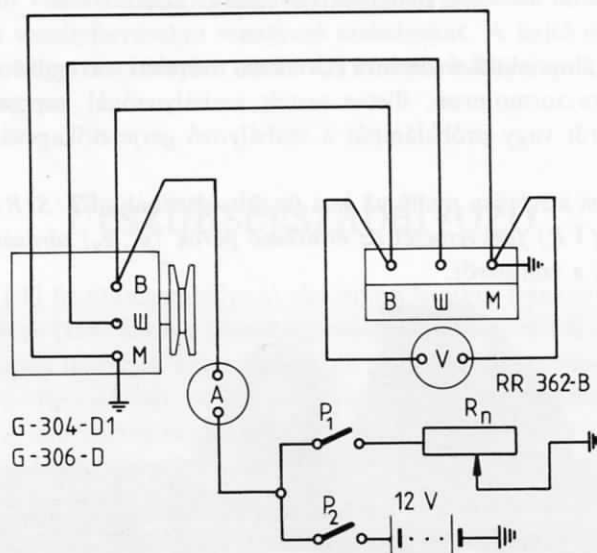 В
Ш
М
В Ш М
V
RR 362-B
A
G-304-D1
G-306-D
P₁
Rₙ
P₂
12 V